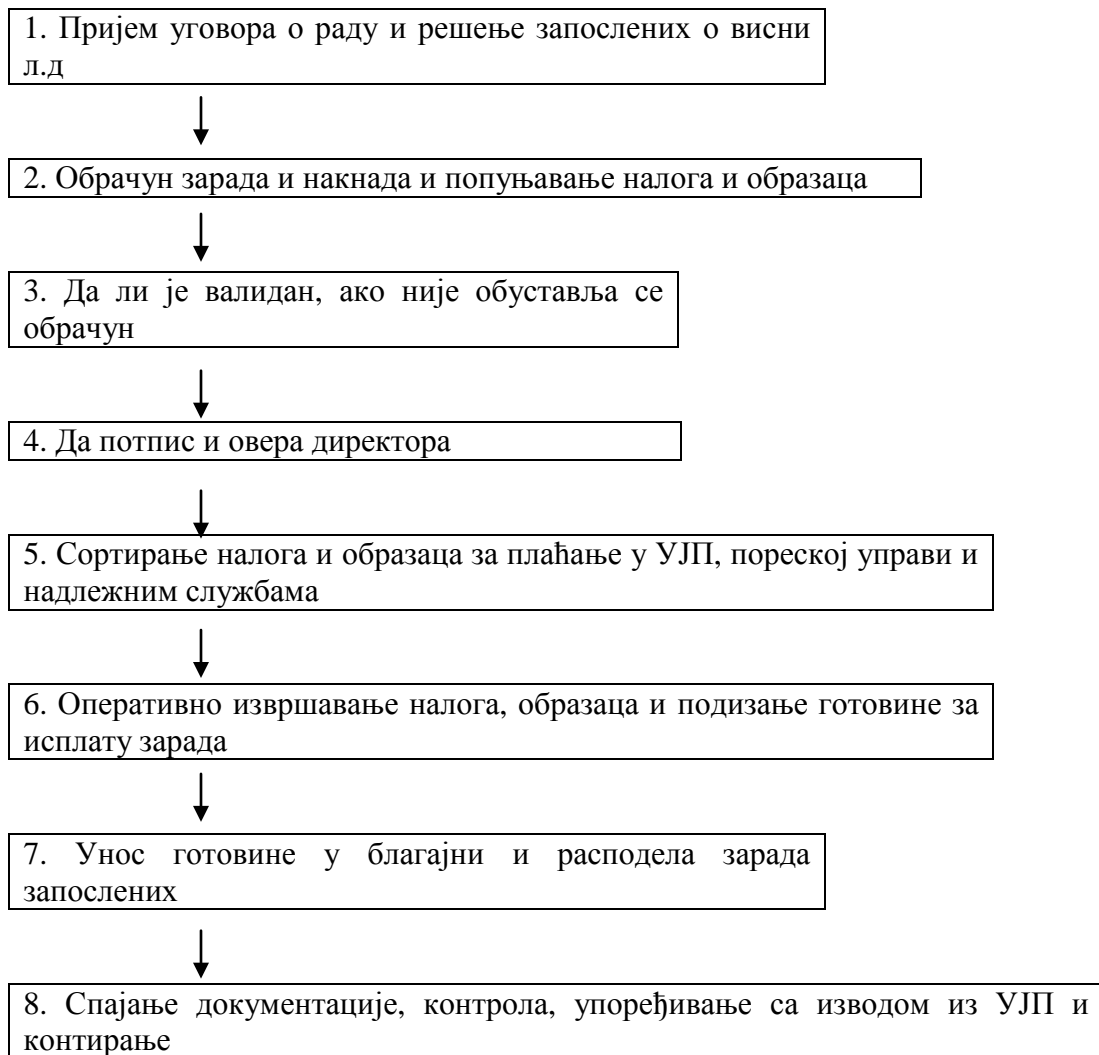 1. Пријем уговора о раду и решење запослених о висни
л.д
2. Обрачун зарада и накнада и попуњавање налога и образаца
3. Да ли је валидан, ако није обуставља се
обрачун
4. Да потпис и овера директора
5. Сортирање налога и образаца за плаћање у УЈП, пореској управи и
надлежним службама
6. Оперативно извршавање налога, образаца и подизање готовине за
исплату зарада
7. Унос готовине у благајни и расподела зарада
запослених
8. Спајање документације, контрола, упоређивање са изводом из УЈП и
контирање